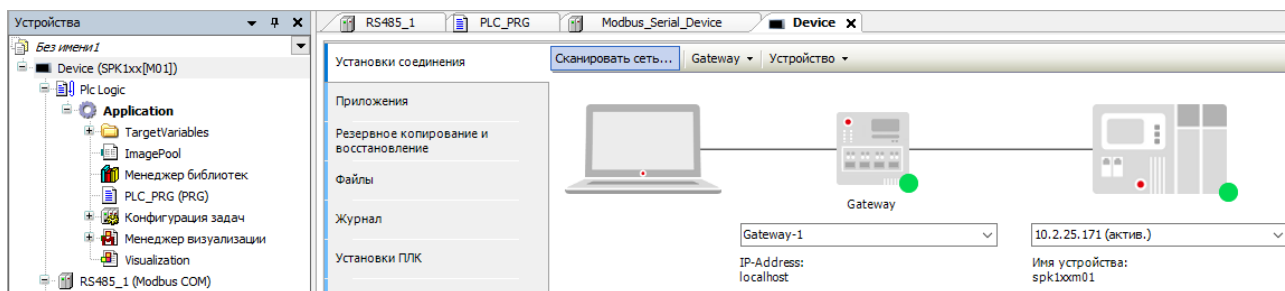 Устройства
Без имени1
Device (SPK1xx[M01])
Plc Logic
Application
TargetVariables
ImagePool
Менеджер библиотек
PLC_PRG (PRG)
Конфигурация задач
Менеджер визуализации
Visualization
RS485_1 (Modbus COM)
RS485_1
PLC_PRG
Modbus_Serial_Device
Device
Установки соединения
Приложения
Резервное копирование и
восстановление
Файлы
Журнал
Установки ПЛК
Сканировать сеть...
Gateway
Устройство
Gateway
Gateway-1
IP-Address:
localhost
10.2.25.171 (актив.)
Имя устройства:
spk1xxm01